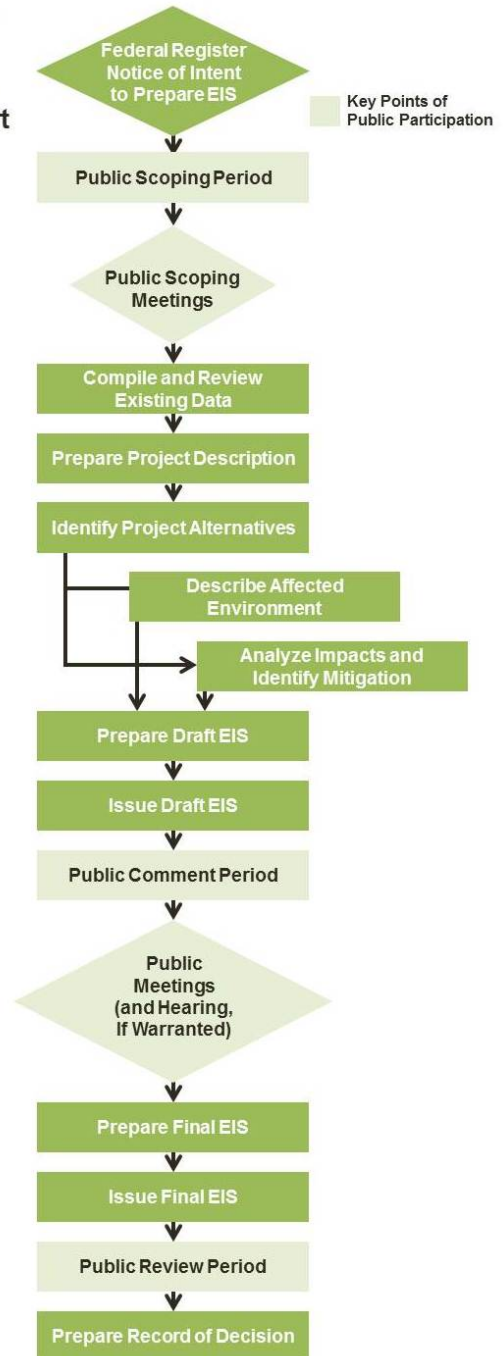 Federal Register
Notice of Intent
to Prepare EIS
Key Points of
Public Participation
Public Scoping Period
Public Scoping
Meetings
Compile and Review
Existing Data
Prepare Project Description
Identify Project Alternatives
Describe Affected
Environment
Analyze Impacts and
Identify Mitigation
Prepare Draft EIS
Issue Draft EIS
Public Comment Period
Public
Meetings
(and Hearing,
If Warranted)
Prepare Final EIS
Issue Final EIS
Public Review Period
Prepare Record of Decision